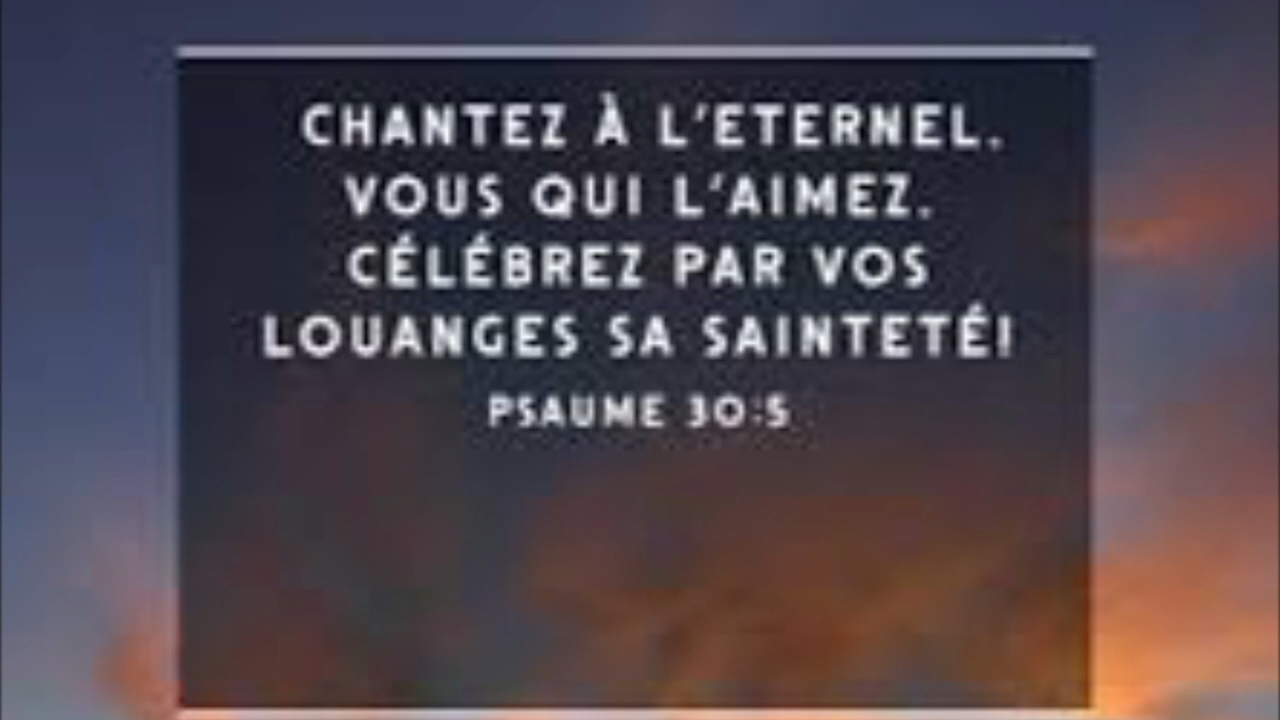 CHANTEZ À L'ETERNEL.
VOUS QUI L'AIMEZ.
CÉLÉBREZ PAR VOS
LOUANGES SA SAINTETÉ!
PSAUME 30:5